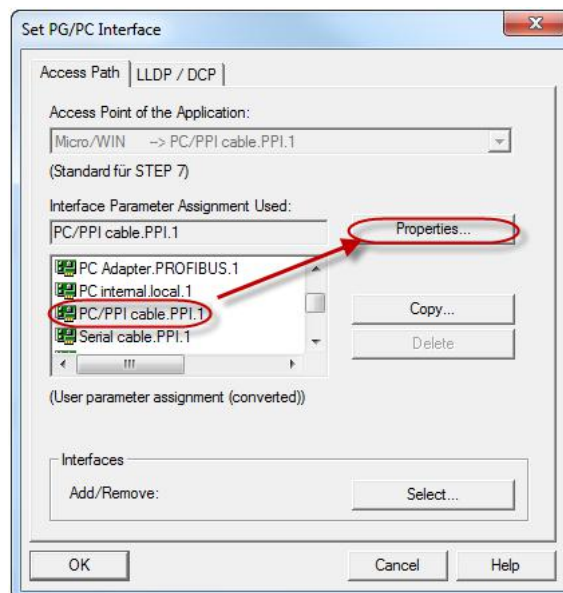 Set PG/PC Interface
Access Path
LLDP / DCP
Access Point of the Application:
Micro/WIN --> PC/PPI cable.PPI.1
(Standard für STEP 7)
Interface Parameter Assignment Used:
PC/PPI cable.PPI.1
Properties...
PC Adapter.PROFIBUS.1
PC internal.local.1
PC/PPI cable.PPI.1
Serial cable.PPI.1
Copy...
Delete
(User parameter assignment (converted))
Interfaces
Add/Remove:
Select...
OK
Cancel
Help